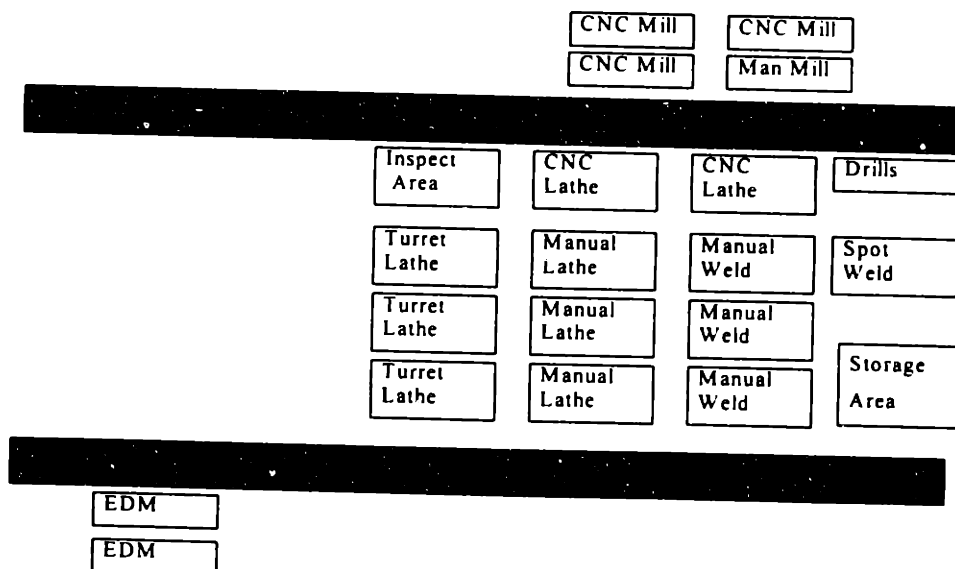 CNC Mill CNC Mill
CNC Mill Man Mill
Inspect
Area
CNC
Lathe
CNC
Lathe
Drills
Turret
Lathe
Manual
Lathe
Manual
Weld
Spot
Weld
Turret
Lathe
Manual
Lathe
Manual
Weld
Turret
Lathe
Manual
Lathe
Manual
Weld
Storage
Area
EDM
EDM